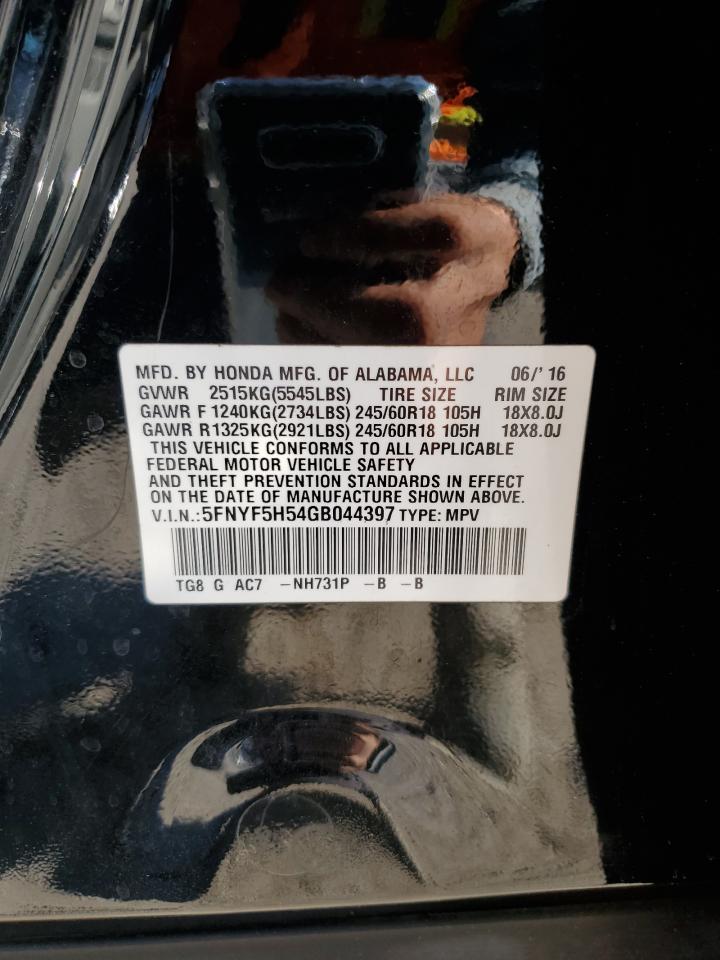 MFD. BY HONDA MFG. OF ALABAMA, LLC 06/' 16
GVWR 2515KG(5545LBS) TIRE SIZE RIM SIZE
GAWR F 1240KG(2734LBS) 245/60R18 105H 18X8.0J
GAWR R1325KG(2921LBS) 245/60R18 105H 18X8.0J
THIS VEHICLE CONFORMS TO ALL APPLICABLE
FEDERAL MOTOR VEHICLE SAFETY
AND THEFT PREVENTION STANDARDS IN EFFECT
ON THE DATE OF MANUFACTURE SHOWN ABOVE.
V.I.N.:5FNYF5H54GB044397 TYPE: MPV
TG8 G AC7 -NH731P -B -B